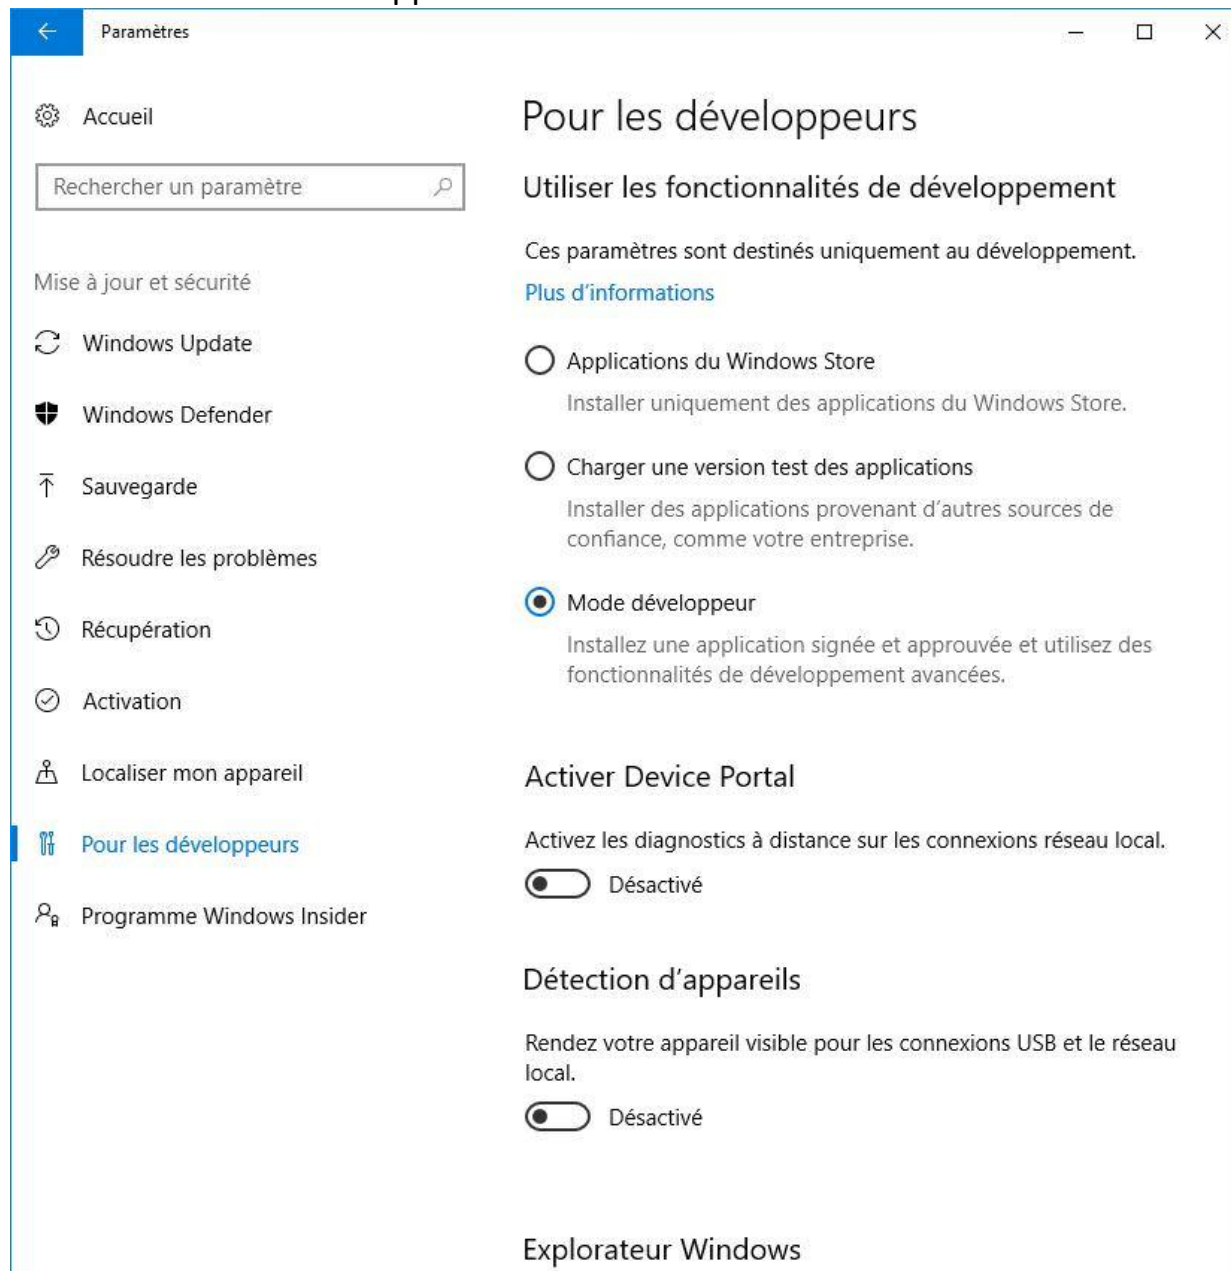 Paramètres
Accueil
Rechercher un paramètre
Mise à jour et sécurité
Windows Update
Windows Defender
Sauvegarde
Résoudre les problèmes
Récupération
Activation
Localiser mon appareil
Pour les développeurs
Programme Windows Insider
Pour les développeurs
Utiliser les fonctionnalités de développement
Ces paramètres sont destinés uniquement au développement.
Plus d’informations
Applications du Windows Store
Installer uniquement des applications du Windows Store.
Charger une version test des applications
Installer des applications provenant d’autres sources de
confiance, comme votre entreprise.
Mode développeur
Installez une application signée et approuvée et utilisez des
fonctionnalités de développement avancées.
Activer Device Portal
Activez les diagnostics à distance sur les connexions réseau local.
Désactivé
Détection d’appareils
Rendez votre appareil visible pour les connexions USB et le réseau
local.
Désactivé
Explorateur Windows